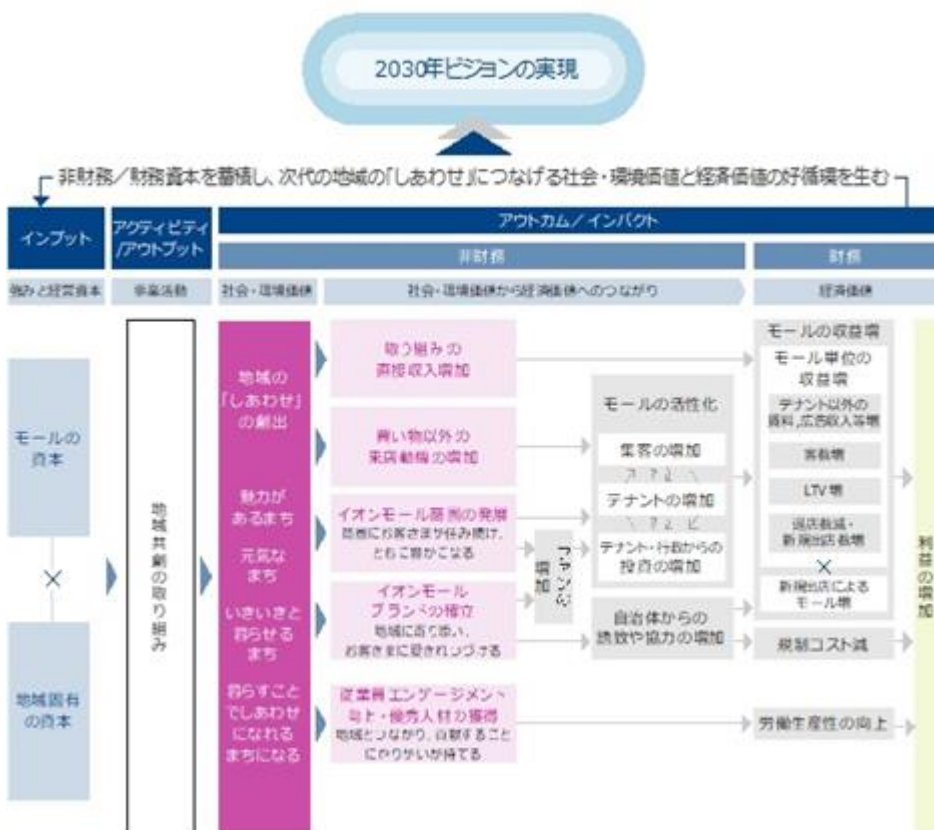 2030年ビジョンの実現
非財務／財務資本を蓄積し、次代の地域の「しあわせ」につなげる社会・環境価値と経済価値の好循環を生む
インプット
アクティビティ
/アウトプット
アウトカム/インパクト
非財務
財務
強みと経営資本
事業活動
社会・環境価値
社会・環境価値から経済価値へのつながり
経済価値
モールの
資本
×
地域固有
の資本
地域共創の取り組み
地域の
「しあわせ」
の創出
魅力が
あるまち
元気な
まち
いきいきと
暮らせる
まち
暮らすこと
でしあわせ
になれる
まちになる
取り組みの
直接収入増加
買い物以外の
来店動機の増加
イオンモール商圏の発展
商圏にお客さまが住み続け、
ともに豊かになる
イオンモール
ブランドの確立
地域に寄り添い、
お客さまに愛されつづける
従業員エンゲージメント
向上・優秀人材の獲得
地域とつながり、貢献すること
にやりがいが持てる
ファンの
増加
モールの活性化
集客の増加
テナントの増加
テナント・行政からの
投資の増加
自治体からの
誘致や協力の増加
モールの収益増
モール単位の
収益増
テナント以外の
賃料、広告収入等増
客数増
LTV増
退店数減・
新規出店数増
×
新規出店による
モール増
規制コスト減
労働生産性の向上
利益の増加